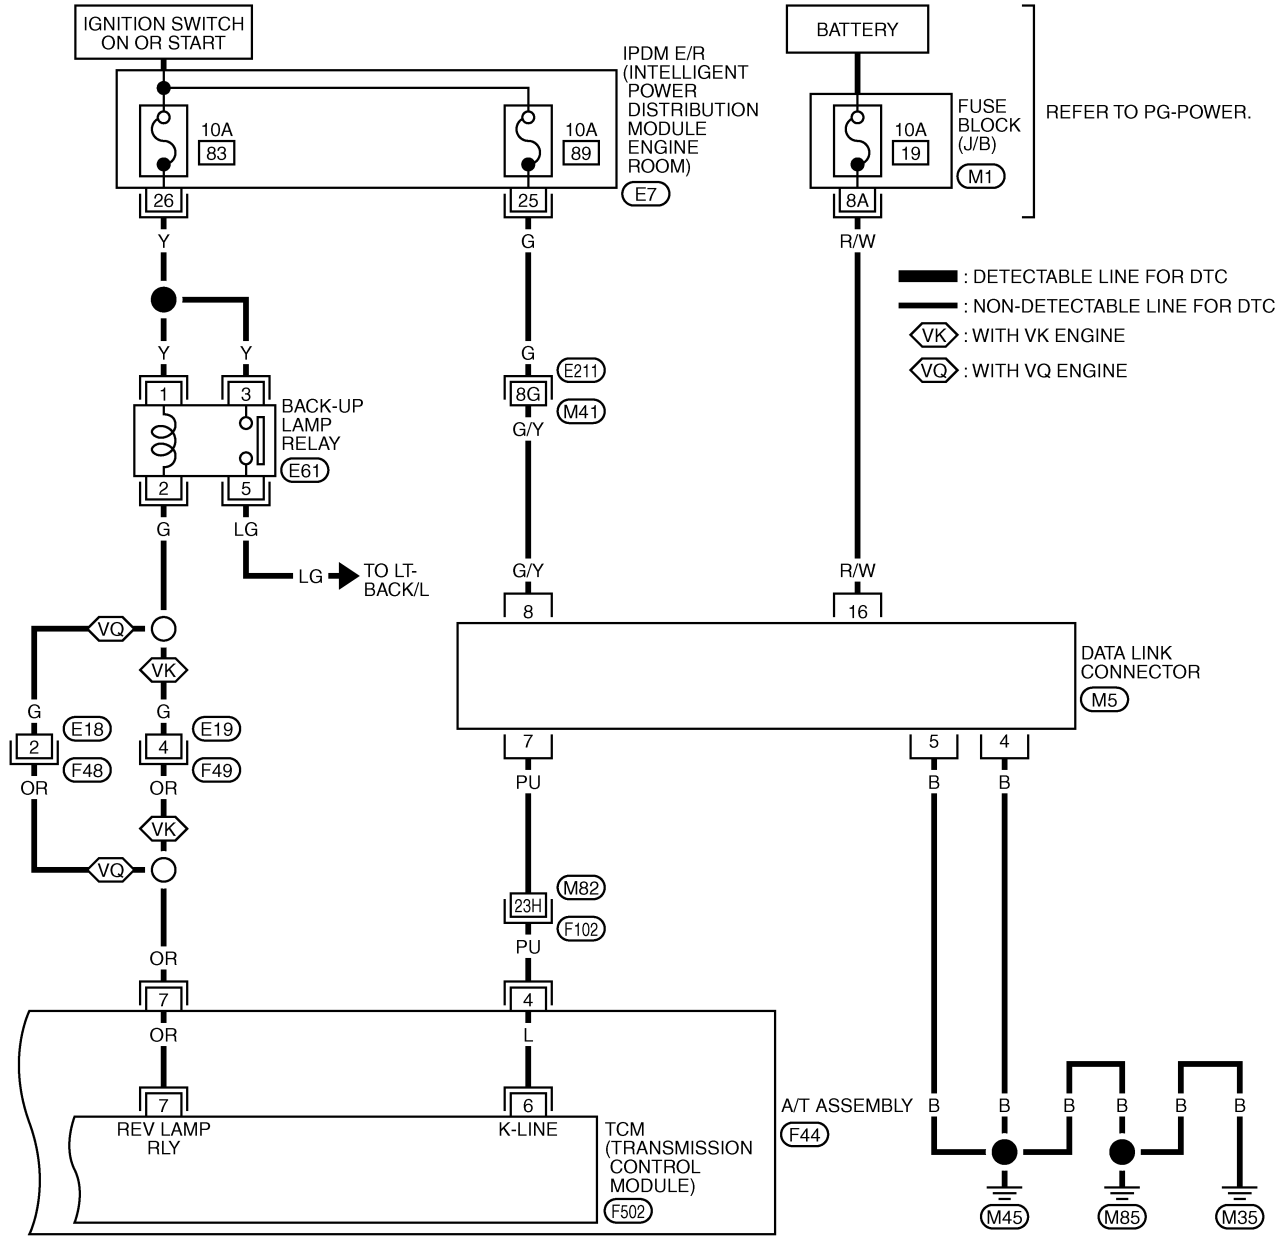 IGNITION SWITCH
ON OR START
BATTERY
IPDM E/R
(INTELLIGENT
POWER
DISTRIBUTION
MODULE
ENGINE
ROOM)
E7
10A
83
10A
89
10A
19
FUSE
BLOCK
(J/B)
M1
REFER TO PG-POWER.
26
25
8A
Y
G
R/W
: DETECTABLE LINE FOR DTC
: NON-DETECTABLE LINE FOR DTC
VK : WITH VK ENGINE
VQ : WITH VQ ENGINE
Y
Y
G
E211
1
3
8G
M41
BACK-UP
LAMP
RELAY
E61
G/Y
2
5
G
LG
LG
TO LT-
BACK/L
G/Y
R/W
8
16
VQ
VK
DATA LINK
CONNECTOR
M5
G
G
E18
E19
2
4
F48
F49
7
5
4
OR
OR
PU
B
B
VK
VQ
M82
23H
F102
PU
OR
7
4
OR
L
7
6
REV LAMP
RLY
K-LINE
TCM
(TRANSMISSION
CONTROL
MODULE)
F502
A/T ASSEMBLY
F44
B
B
B
B
B
B
M45
M85
M35